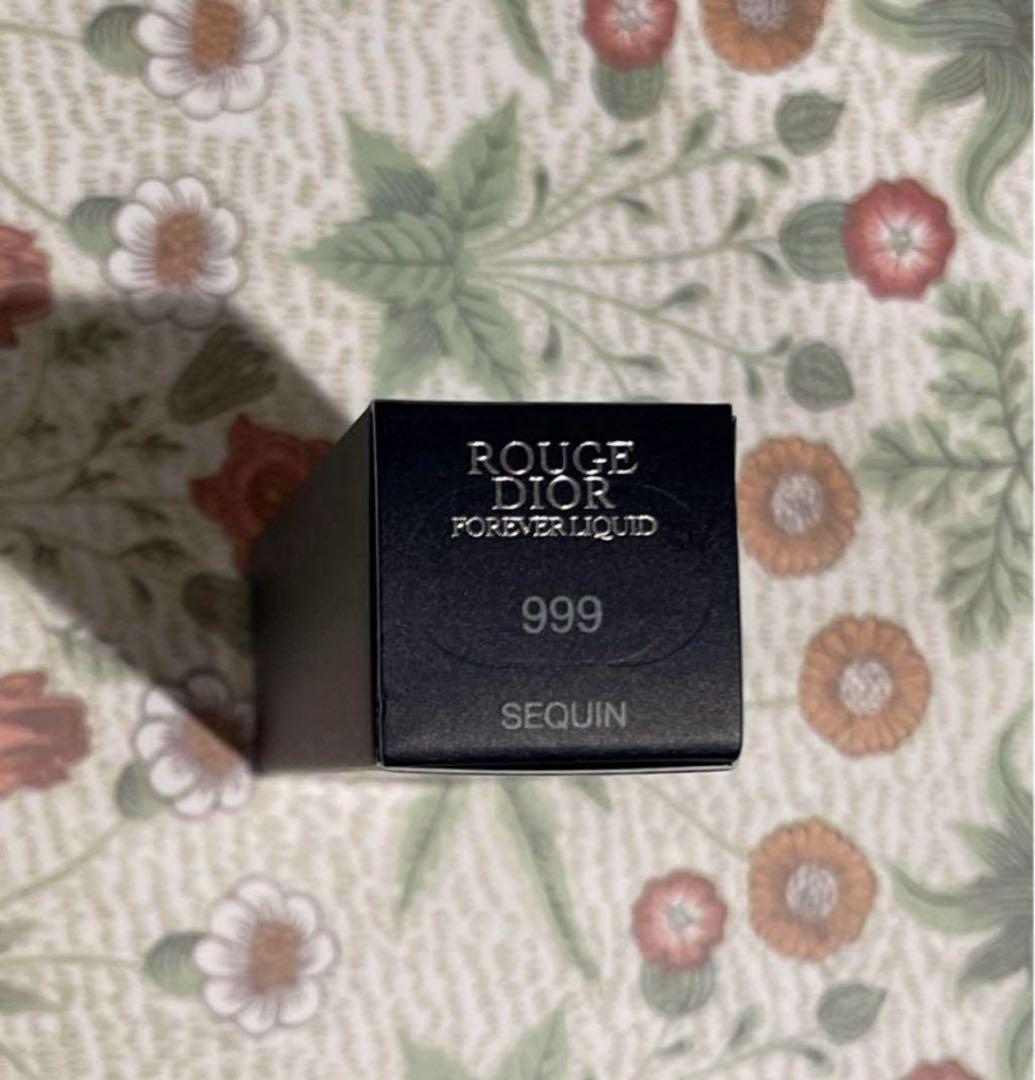 ROUGE
DIOR
FOREVER LIQUID
999
SEQUIN